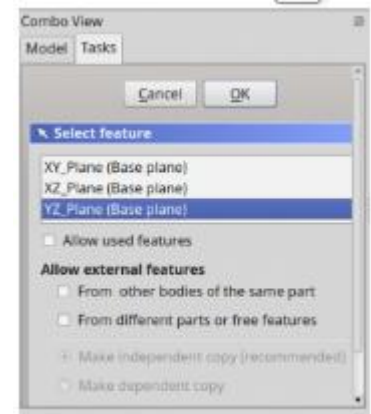 Combo View
Model Tasks
Cancel OK
Select feature
XY_Plane (Base plane)
XZ_Plane (Base plane)
YZ_Plane (Base plane)
Allow used features
Allow external features
From other bodies of the same part
From different parts or free features
Make independent copy (recommended)
Make dependent copy